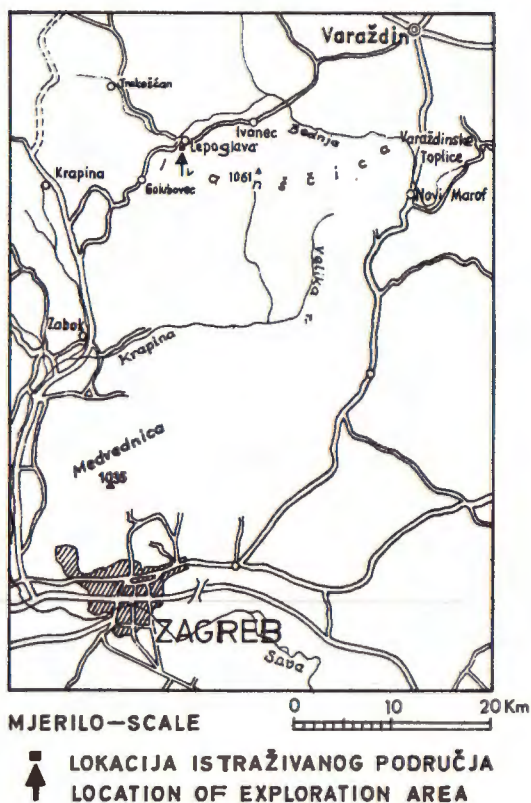 Varaždin
Trakošćan
Ivanec
Bednja
Lepoglava
Varaždinske
Toplice
Krapina
Golubovec
1061
I v a n š č i c a
Novi Marof
Velika r.
Zabok
Krapina
Medvednica
1035
ZAGREB
Sava
0 10 20 Km
MJERILO—SCALE
LOKACIJA ISTRAŽIVANOG PODRUČJA
LOCATION OF EXPLORATION AREA